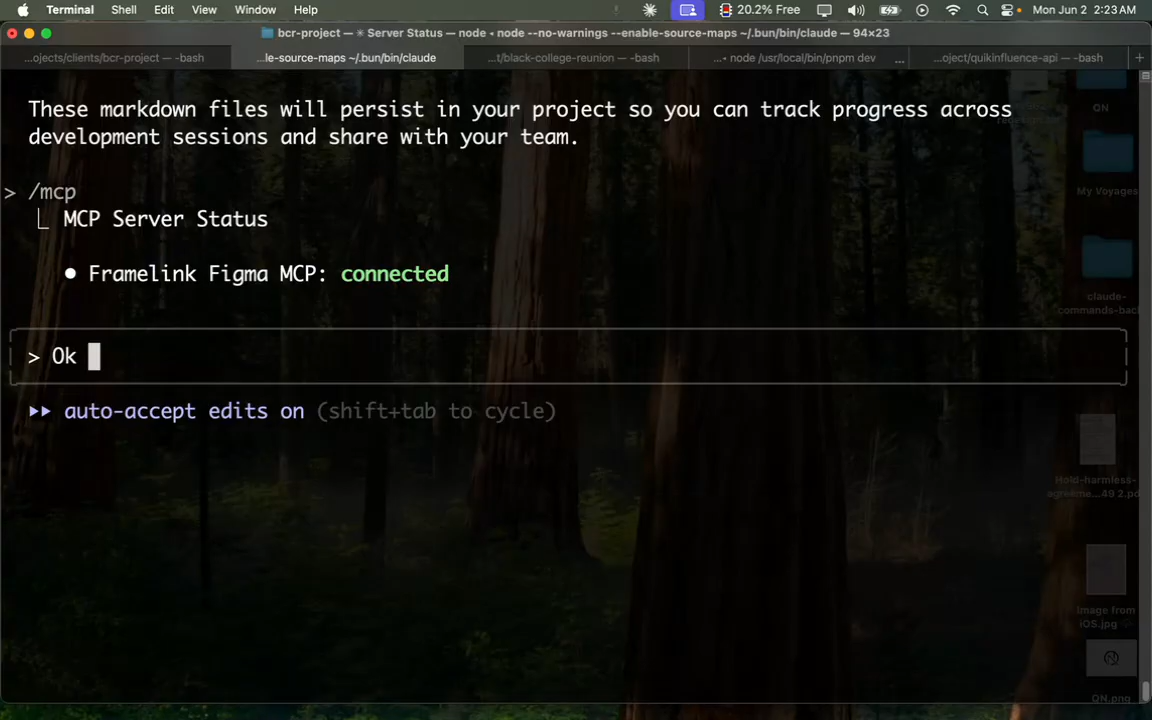 Terminal Shell Edit View Window Help 20.2% Free Mon Jun 2 2:23 AM
bcr-project — ✳ Server Status — node ◂ node --no-warnings --enable-source-maps ~/.bun/bin/claude — 94×23
...ojects/clients/bcr-project — -bash ...le-source-maps ~/.bun/bin/claude ...t/black-college-reunion — -bash ...◂ node /usr/local/bin/pnpm dev ... ...oject/quikinfluence-api — -bash +
These markdown files will persist in your project so you can track progress across
development sessions and share with your team.
> /mcp
⎿ MCP Server Status
● Framelink Figma MCP: connected
> Ok
▸▸ auto-accept edits on (shift+tab to cycle)
QN
My Voyages
claude-
commands-bac
Hold-harmless-
agreeme...49 2.pd
Image from
iOS.jpg
QN.png